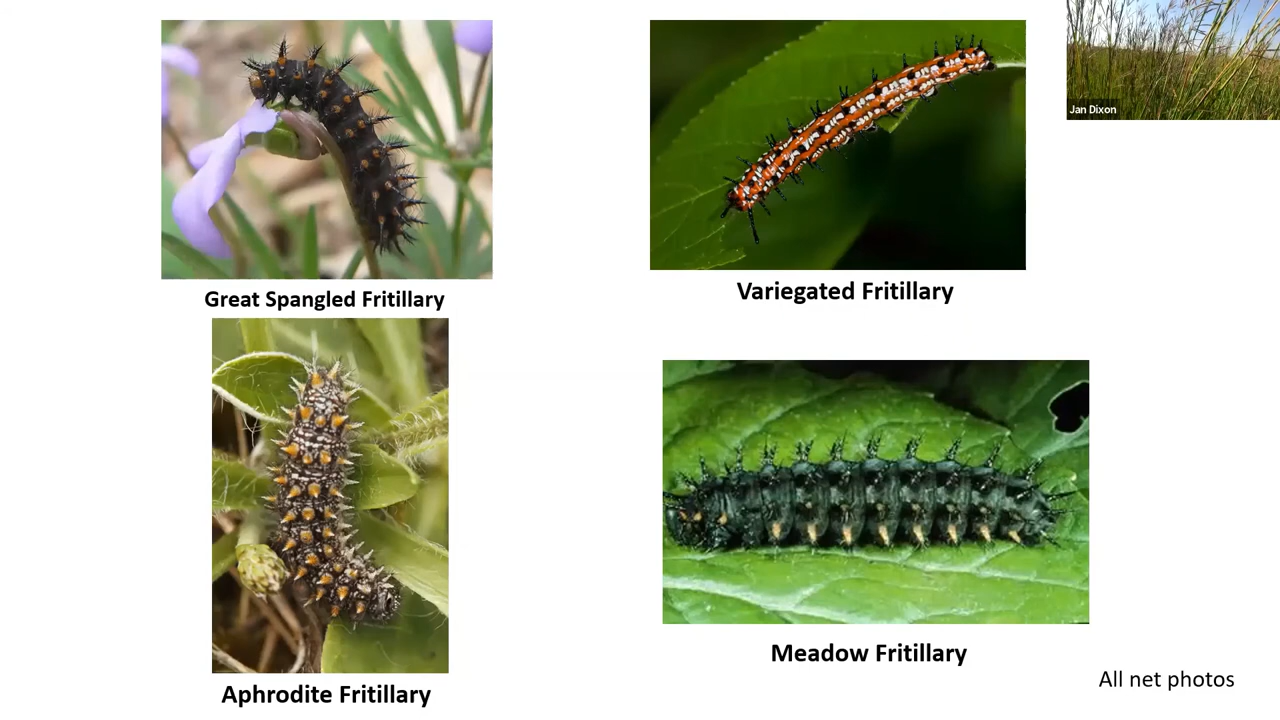 Jan Dixon
Great Spangled Fritillary
Variegated Fritillary
Aphrodite Fritillary
Meadow Fritillary
All net photos